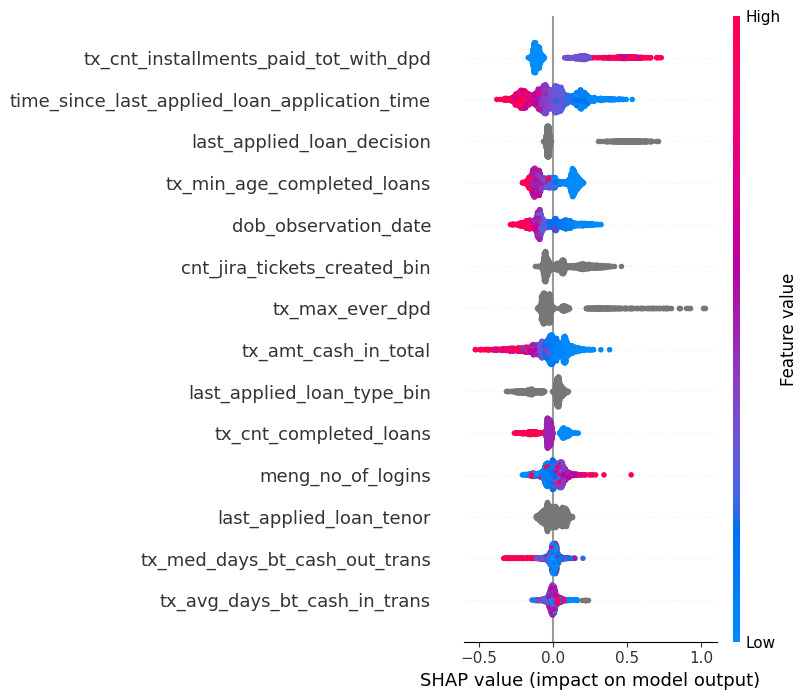 High
tx_cnt_installments_paid_tot_with_dpd
time_since_last_applied_loan_application_time
last_applied_loan_decision
tx_min_age_completed_loans
dob_observation_date
cnt_jira_tickets_created_bin
tx_max_ever_dpd
tx_amt_cash_in_total
last_applied_loan_type_bin
tx_cnt_completed_loans
meng_no_of_logins
last_applied_loan_tenor
tx_med_days_bt_cash_out_trans
tx_avg_days_bt_cash_in_trans
Feature value
Low
−0.5 0.0 0.5 1.0
SHAP value (impact on model output)